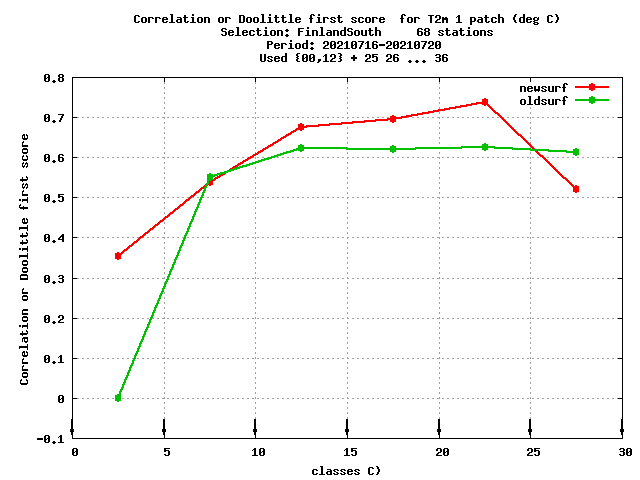 Correlation or Doolittle first score  for T2m 1 patch (deg C)
Selection: FinlandSouth     68 stations
Period: 20210716-20210720
Used {00,12} + 25 26 ... 36
newsurf
oldsurf
0.8
0.7
0.6
0.5
0.4
0.3
0.2
0.1
0
-0.1
Correlation or Doolittle first score
0 5 10 15 20 25 30
classes C)